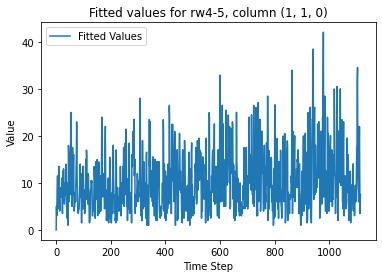 Fitted values for rw4-5, column (1, 1, 0)
Fitted Values
Value
40
30
20
10
0
0 200 400 600 800 1000
Time Step